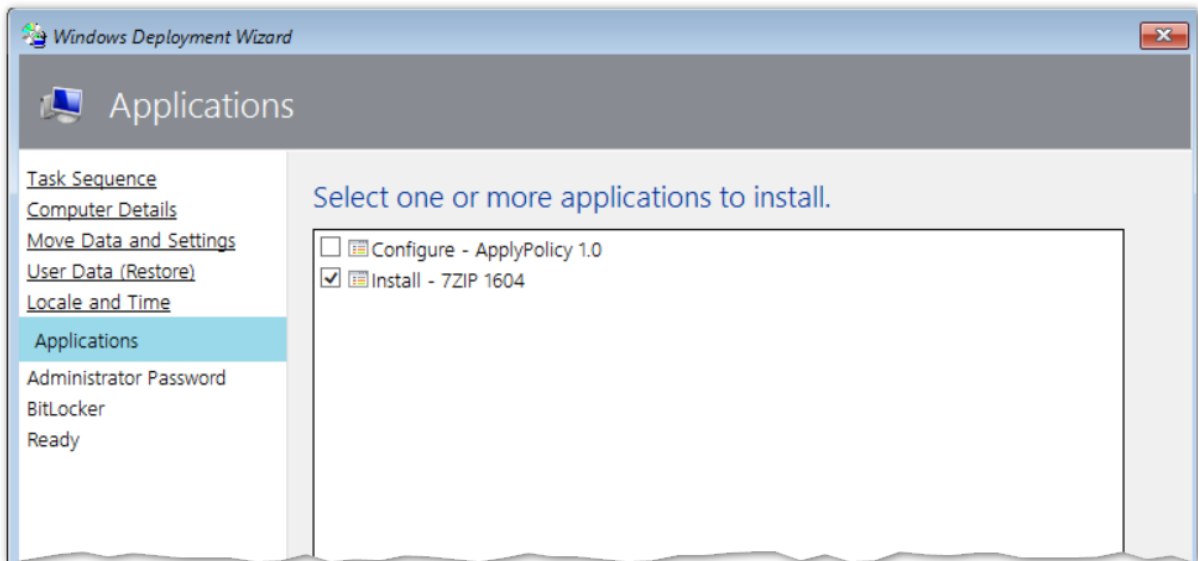 Windows Deployment Wizard
Applications
Task Sequence
Computer Details
Move Data and Settings
User Data (Restore)
Locale and Time
Applications
Administrator Password
BitLocker
Ready
Select one or more applications to install.
Configure - ApplyPolicy 1.0
Install - 7ZIP 1604